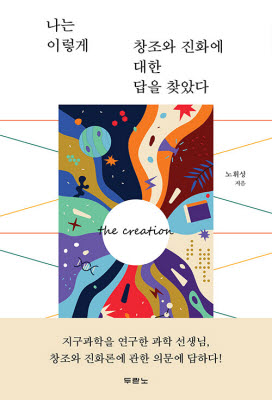 나는
이렇게
창조와 진화에
대한
답을 찾았다
노휘성
지음
the creation
지구과학을 연구한 과학 선생님,
창조와 진화론에 관한 의문에 답하다!
두란노